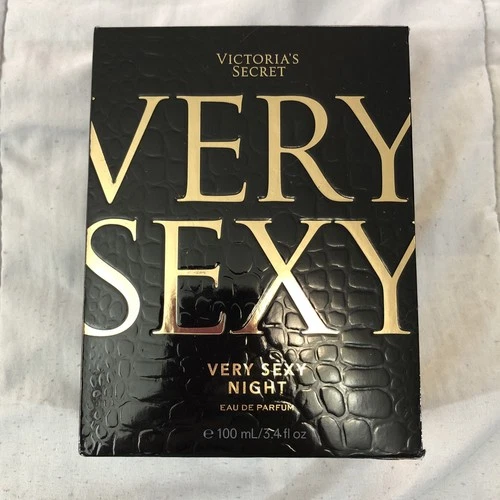 VICTORIA'S
SECRET
VERY
SEXY
VERY SEXY
NIGHT
EAU DE PARFUM
℮ 100 mL/3.4 fl oz